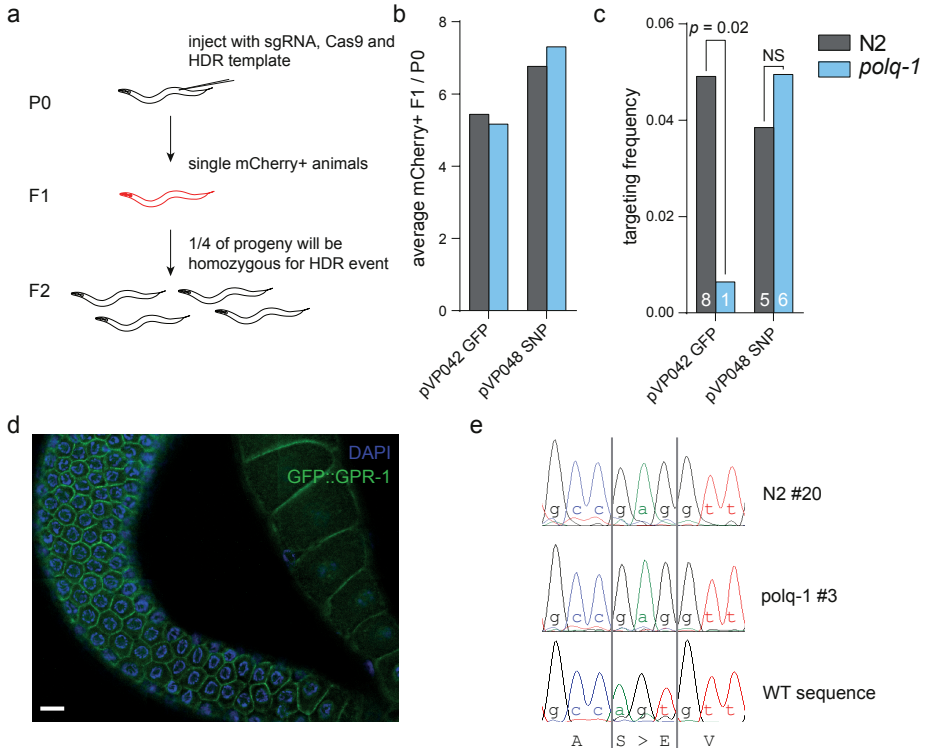 a
inject with sgRNA, Cas9 and
HDR template
P0
single mCherry+ animals
F1
1/4 of progeny will be
homozygous for HDR event
F2
b
average mCherry+ F1 / P0
8
6
4
2
0
pVP042 GFP
pVP048 SNP
c
targeting frequency
0.06
0.04
0.02
0.00
p = 0.02
NS
8
1
5
6
pVP042 GFP
pVP048 SNP
N2
polq-1
d
DAPI
GFP::GPR-1
e
g c c g a g g t t
N2 #20
g c c g a g g t t
polq-1 #3
g c c a g t g t t
WT sequence
A S > E V